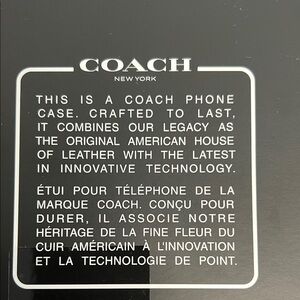 COACH
NEW YORK
THIS IS A COACH PHONE
CASE. CRAFTED TO LAST,
IT COMBINES OUR LEGACY AS
THE ORIGINAL AMERICAN HOUSE
OF LEATHER WITH THE LATEST
IN INNOVATIVE TECHNOLOGY.
ÉTUI POUR TÉLÉPHONE DE LA
MARQUE COACH. CONÇU POUR
DURER, IL ASSOCIE NOTRE
HÉRITAGE DE LA FINE FLEUR DU
CUIR AMÉRICAIN À L'INNOVATION
ET LA TECHNOLOGIE DE POINT.